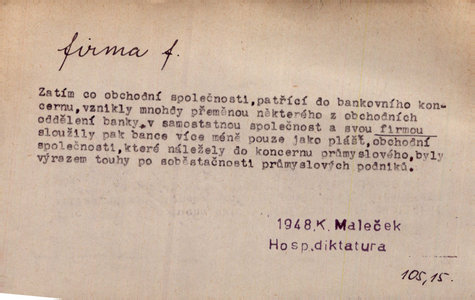 firma f.
Zatím co obchodní společnosti,patřící do bankovního kon-
cernu,vznikly mnohdy přeměnou některého z obchodních
oddělení banky v samostatnou společnost a svou firmou
sloužily pak bance více méně pouze jako plášť,obchodní
společnosti,které náležely do koncernu průmyslového,byly
výrazem touhy po soběstačnosti průmyslových podniků.
1948.K. Maleček
Hosp.diktatura
105,15.